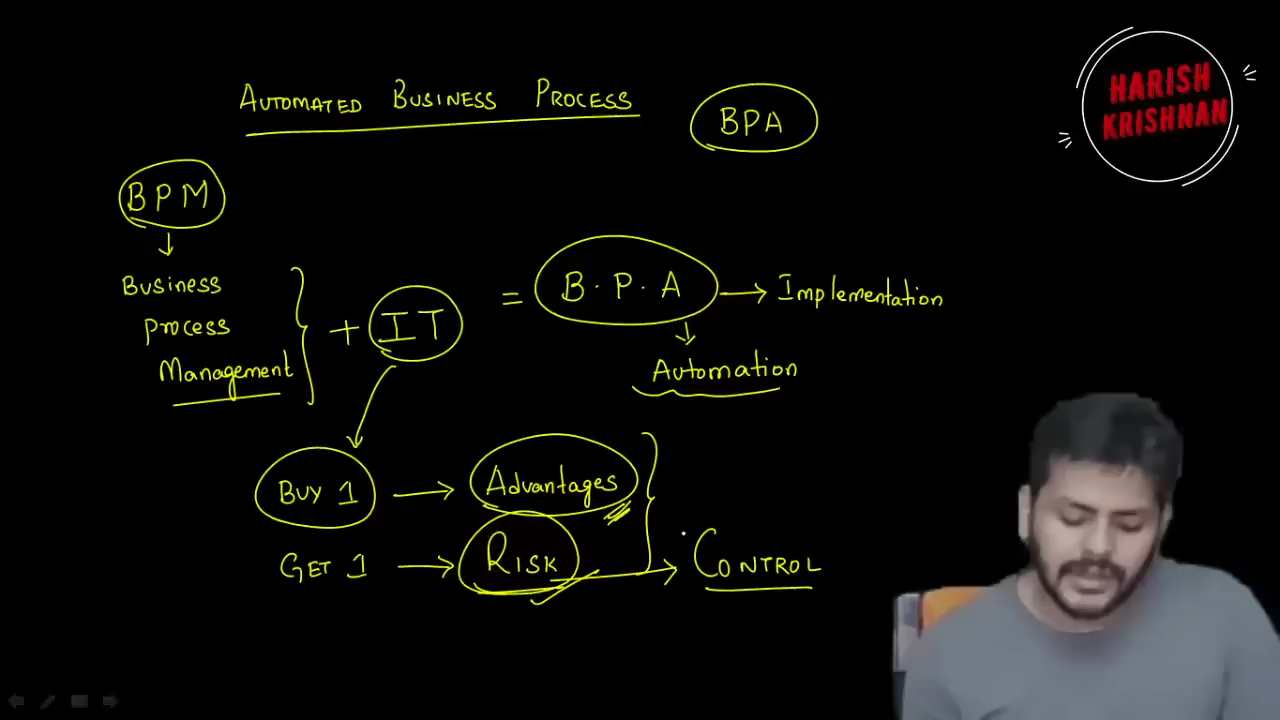 HARISH
KRISHNAN
AUTOMATED BUSINESS PROCESS
BPA
BPM
Business
Process
Management
+ IT
= B.P.A → Implementation
Automation
BUY 1 → Advantages
GET 1 → RISK → CONTROL